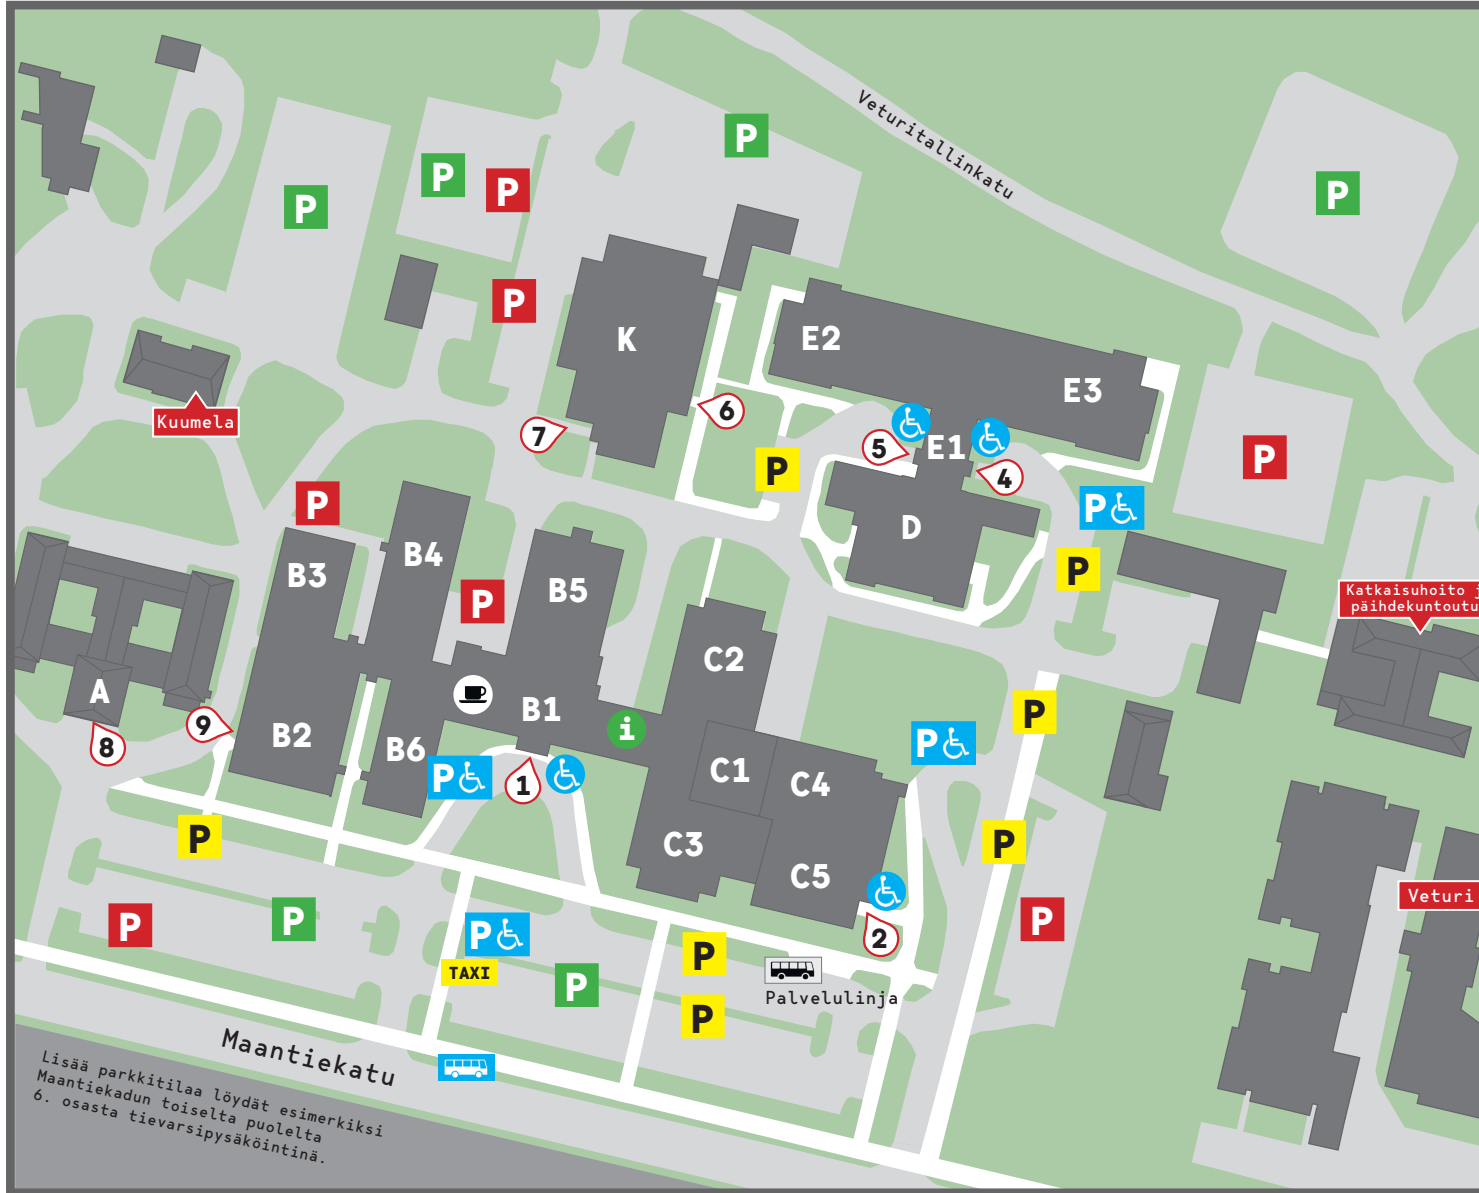 Veturitallinkatu
P
P
P
P
P
P
K
E2
E3
Kuumela
7
6
5
E1
4
P
P
P
P
D
P
B4
B3
P
B5
P
Katkaisuhoito j
päihdekuntoutu
C2
A
9
8
B2
B6
B1
i
P
P
1
C1
C4
P
P
C3
C5
P
Veturi
2
P
P
P
P
TAXI
P
P
Palvelulinja
P
Maantiekatu
Lisää parkkitilaa löydät esimerkiksi
Maantiekadun toiselta puolelta
6. osasta tievarsipysäköintinä.